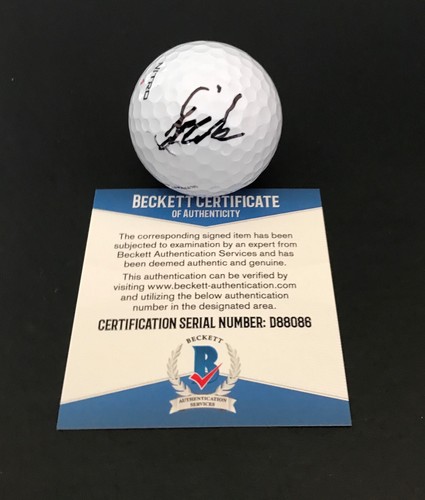 NITRO
BECKETT CERTIFICATE
OF AUTHENTICITY
The corresponding signed item has been
subjected to examination by an expert from
Beckett Authentication Services and has
been deemed authentic and genuine.
This authentication can be verified by
visiting www.beckett-authentication.com
and utilizing the below authentication
number in the designated area.
CERTIFICATION SERIAL NUMBER: D88086
BECKETT
B
AUTHENTICATION
SERVICES